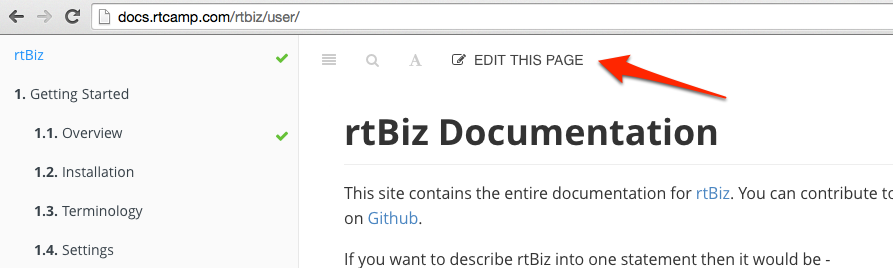 docs.rtcamp.com/rtbiz/user/
rtBiz
1. Getting Started
1.1. Overview
1.2. Installation
1.3. Terminology
1.4. Settings
A EDIT THIS PAGE
rtBiz Documentation
This site contains the entire documentation for rtBiz. You can contribute to
on Github.
If you want to describe rtBiz into one statement then it would be -